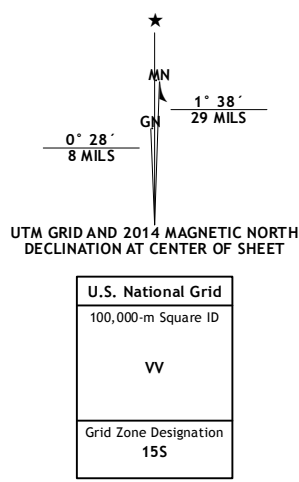 ★
MN
GN
1° 38´
29 MILS
0° 28´
8 MILS
UTM GRID AND 2014 MAGNETIC NORTH
DECLINATION AT CENTER OF SHEET
U.S. National Grid
100,000-m Square ID
VV
Grid Zone Designation
15S